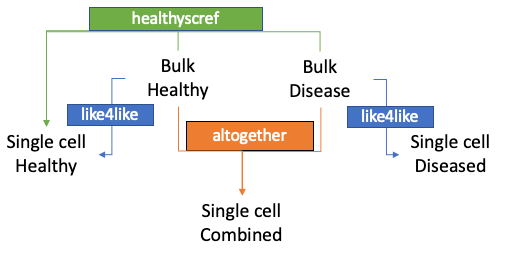 healthyscref
Bulk
Healthy
Bulk
Disease
like4like
like4like
altogether
Single cell
Healthy
Single cell
Diseased
Single cell
Combined